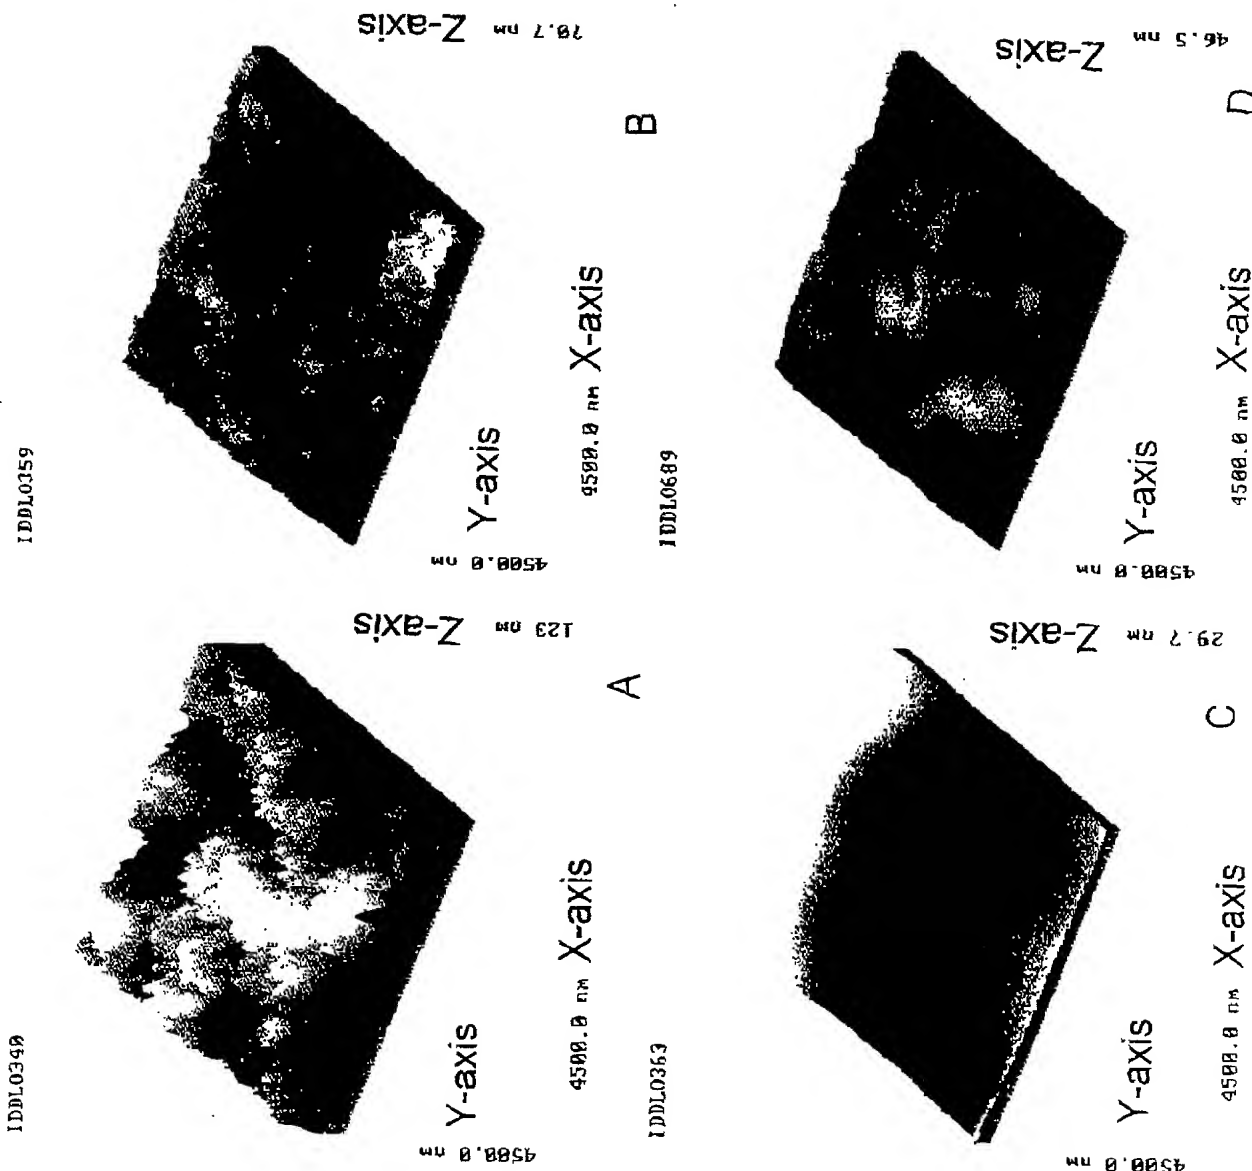 IDDL0340
Z-axis 123 nm
Y-axis
4500.0 nm
4500.0 nm X-axis
A
IDDL0359
Z-axis 70.7 nm
Y-axis
4500.0 nm
4500.0 nm X-axis
B
IDDL0363
Z-axis 29.7 nm
Y-axis
4500.0 nm
4500.0 nm X-axis
C
IDDL0689
Z-axis 46.5 nm
Y-axis
4500.0 nm
4500.0 nm X-axis
D